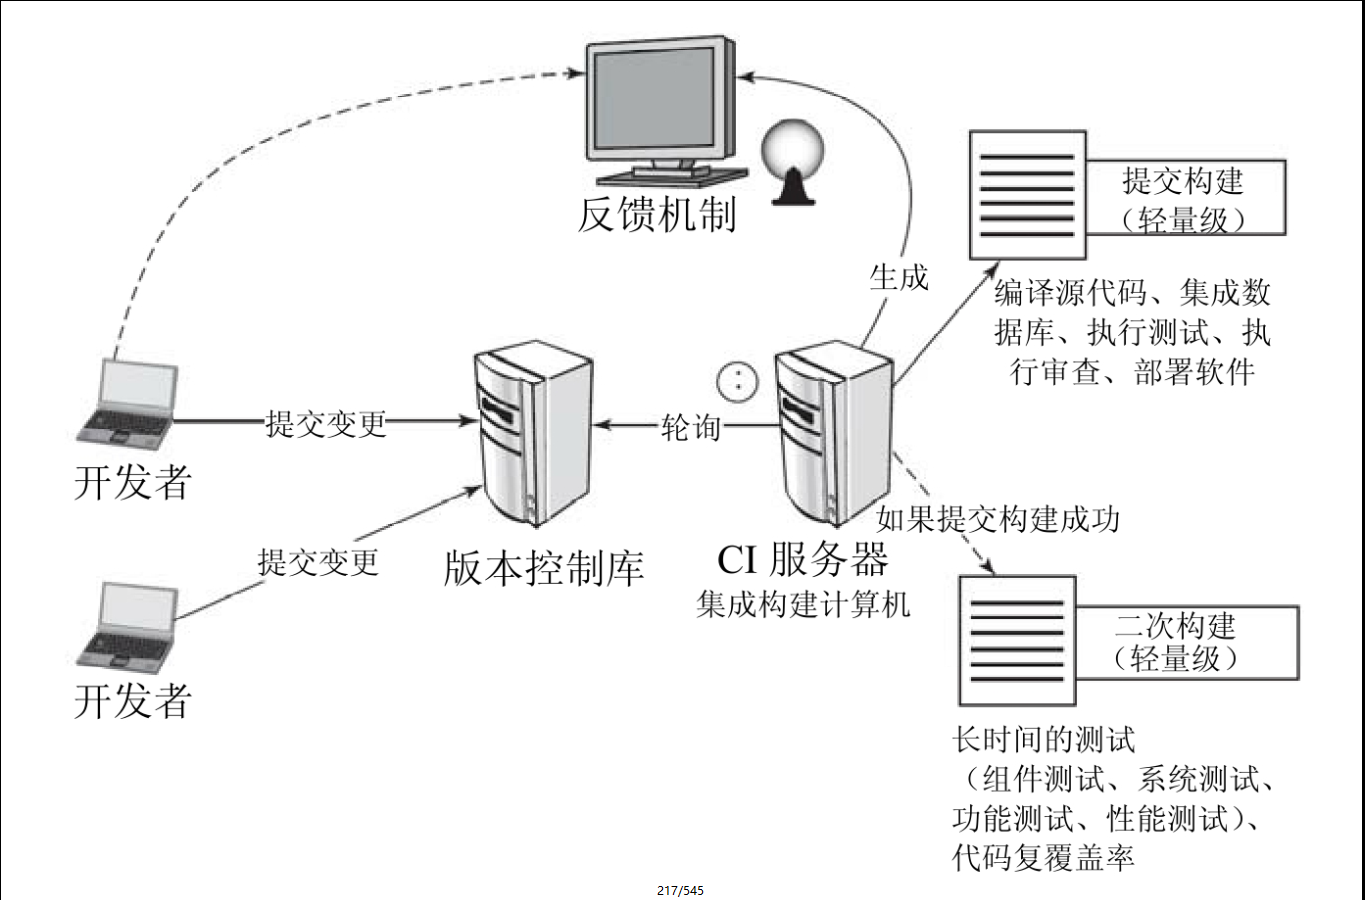 反馈机制
提交构建
（轻量级）
生成
编译源代码、集成数
据库、执行测试、执
行审查、部署软件
提交变更
轮询
开发者
如果提交构建成功
提交变更
版本控制库
CI 服务器
集成构建计算机
二次构建
（轻量级）
开发者
长时间的测试
（组件测试、系统测试、
功能测试、性能测试）、
代码复覆盖率
217/545